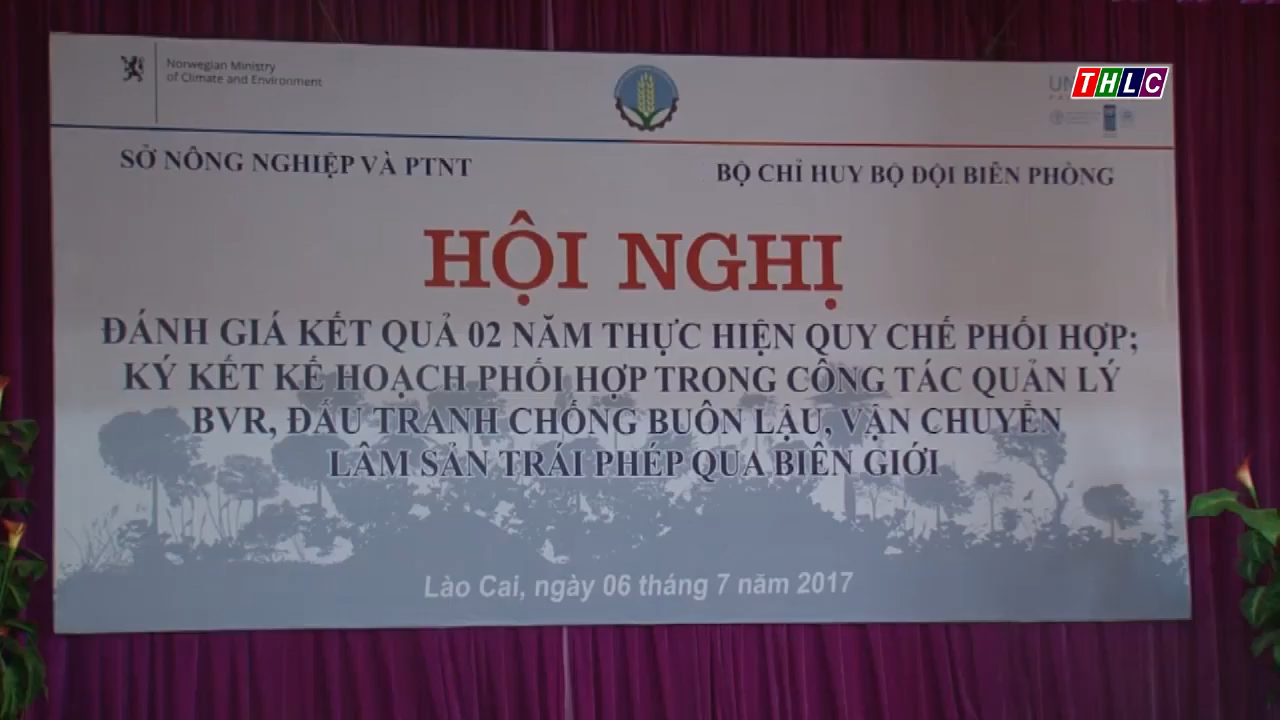 Norwegian Ministry
of Climate and Environment
THLC
SỞ NÔNG NGHIỆP VÀ PTNT
BỘ CHỈ HUY BỘ ĐỘI BIÊN PHÒNG
HỘI NGHỊ
ĐÁNH GIÁ KẾT QUẢ 02 NĂM THỰC HIỆN QUY CHẾ PHỐI HỢP;
KÝ KẾT KẾ HOẠCH PHỐI HỢP TRONG CÔNG TÁC QUẢN LÝ
BVR, ĐẤU TRANH CHỐNG BUÔN LẬU, VẬN CHUYỂN
LÂM SẢN TRÁI PHÉP QUA BIÊN GIỚI
Lào Cai, ngày 06 tháng 7 năm 2017